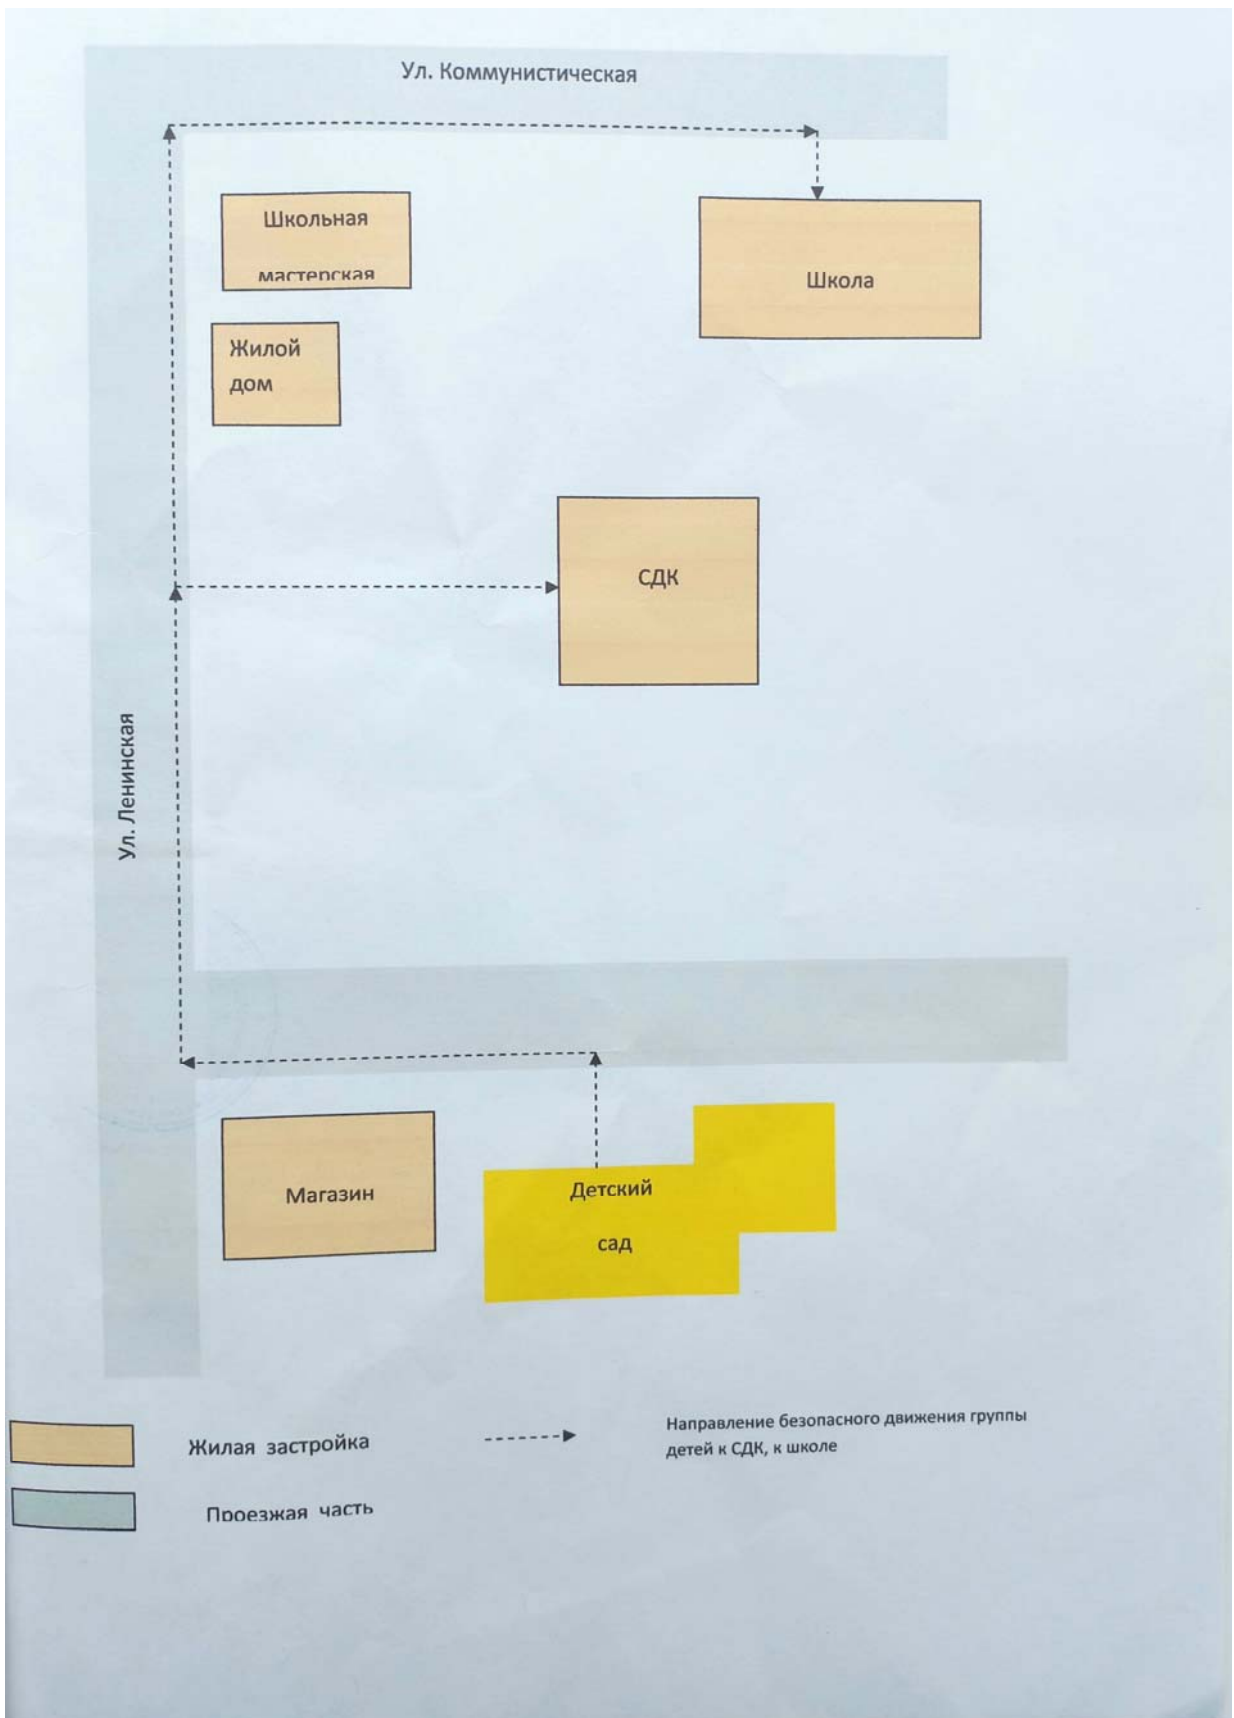 Ул. Коммунистическая
Школьная
мастерская
Школа
Жилой
дом
СДК
Ул. Ленинская
Магазин
Детский
сад
Жилая застройка
Направление безопасного движения группы
детей к СДК, к школе
Проезжая часть